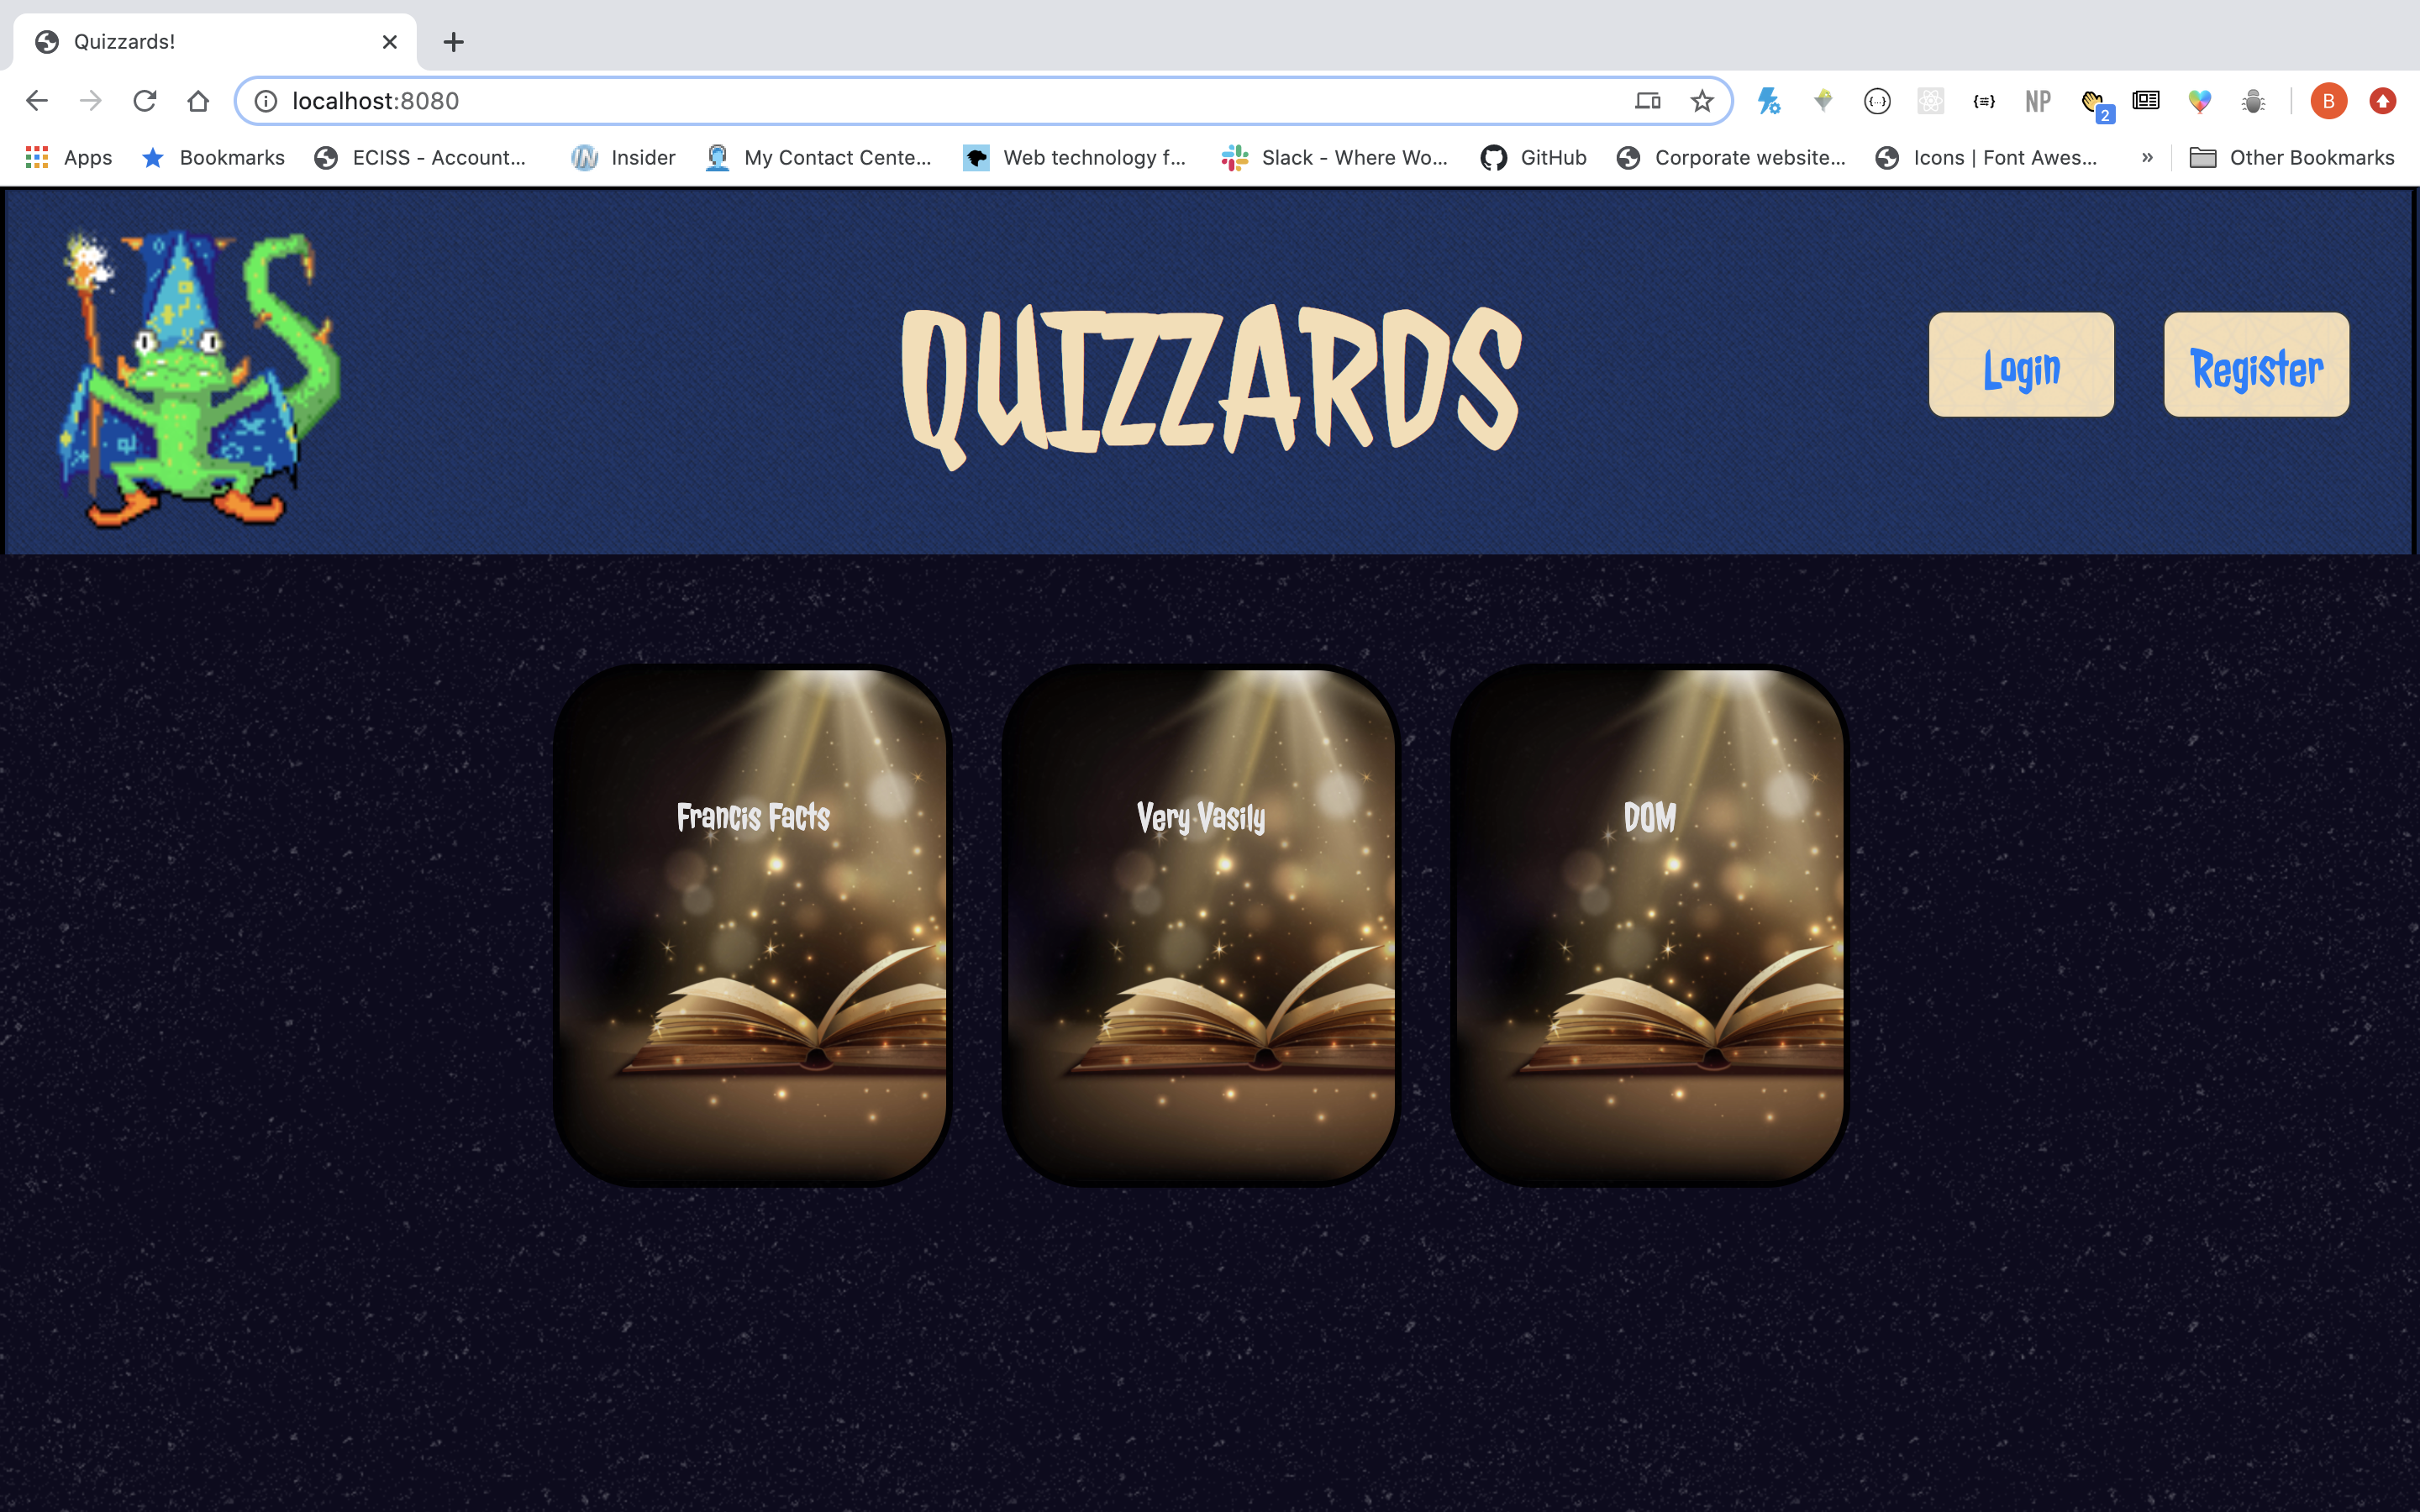 Quizzards!
localhost:8080
NP
2
B
Apps
Bookmarks
ECISS - Account...
IN
Insider
My Contact Cente...
Web technology f...
Slack - Where Wo...
GitHub
Corporate website...
Icons | Font Awes...
»
Other Bookmarks
QUIZZARDS
Login
Register
Francis Facts
Very Vasily
DOM